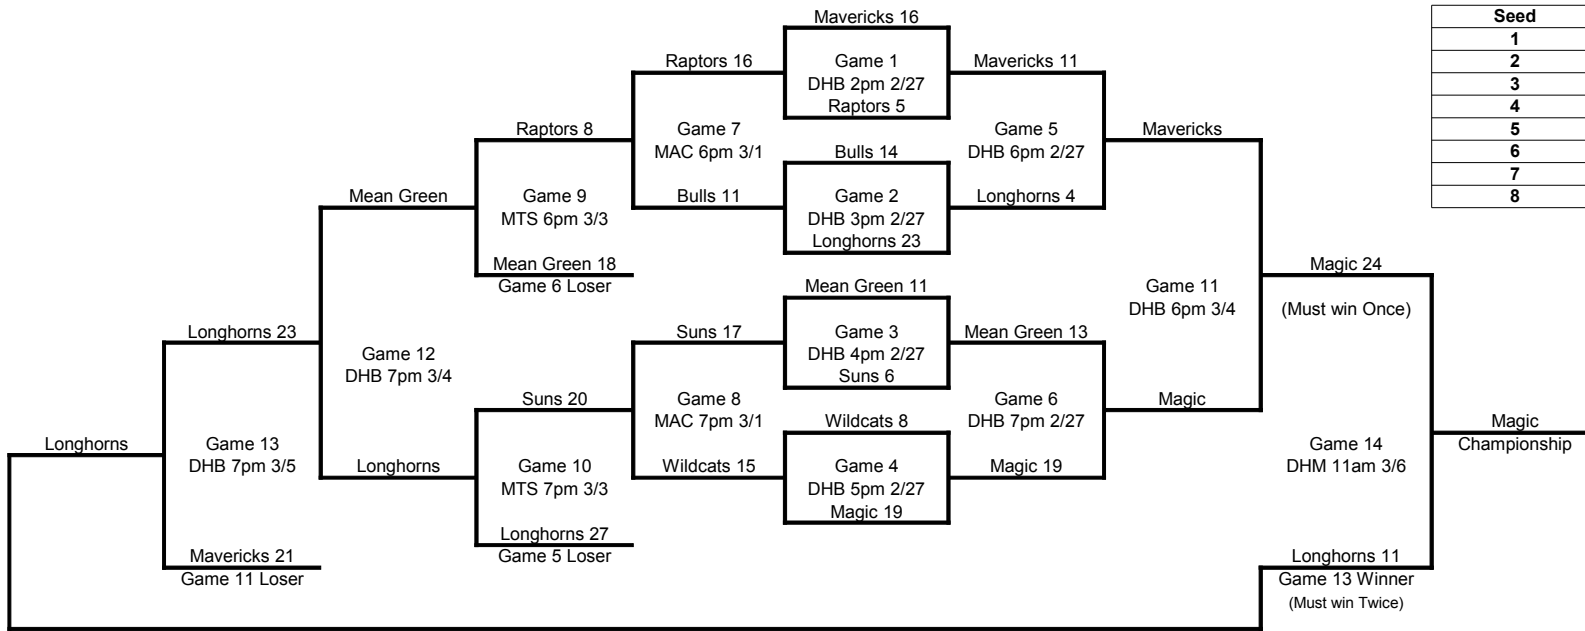 Mavericks 16
Seed
1
2
3
4
5
6
7
8
Raptors 16
Game 1
DHB 2pm 2/27
Raptors 5
Mavericks 11
Raptors 8
Game 7
MAC 6pm 3/1
Game 5
DHB 6pm 2/27
Mavericks
Bulls 14
Mean Green
Game 9
MTS 6pm 3/3
Bulls 11
Game 2
DHB 3pm 2/27
Longhorns 23
Longhorns 4
Mean Green 18
Game 6 Loser
Magic 24
(Must win Once)
Mean Green 11
Game 11
DHB 6pm 3/4
Longhorns 23
Game 12
DHB 7pm 3/4
Suns 17
Game 3
DHB 4pm 2/27
Suns 6
Mean Green 13
Suns 20
Game 8
MAC 7pm 3/1
Game 6
DHB 7pm 2/27
Magic
Wildcats 8
Longhorns
Game 13
DHB 7pm 3/5
Longhorns
Game 10
MTS 7pm 3/3
Wildcats 15
Game 4
DHB 5pm 2/27
Magic 19
Magic 19
Game 14
DHM 11am 3/6
Magic
Championship
Longhorns 27
Game 5 Loser
Mavericks 21
Game 11 Loser
Longhorns 11
Game 13 Winner
(Must win Twice)